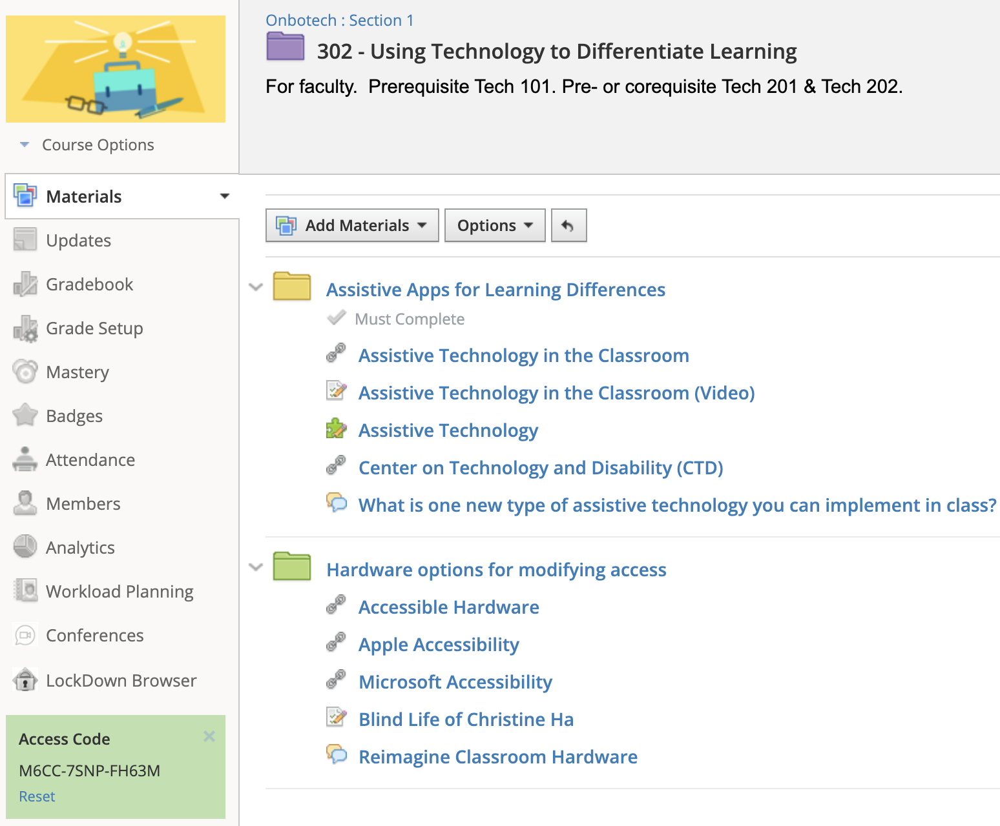 Onbotech : Section 1
302 - Using Technology to Differentiate Learning
For faculty.  Prerequisite Tech 101. Pre- or corequisite Tech 201 & Tech 202.
Course Options
Materials
Updates
Gradebook
Grade Setup
Mastery
Badges
Attendance
Members
Analytics
Workload Planning
Conferences
LockDown Browser
Access Code
M6CC-7SNP-FH63M
Reset
Add Materials
Options
Assistive Apps for Learning Differences
Must Complete
Assistive Technology in the Classroom
Assistive Technology in the Classroom (Video)
Assistive Technology
Center on Technology and Disability (CTD)
What is one new type of assistive technology you can implement in class?
Hardware options for modifying access
Accessible Hardware
Apple Accessibility
Microsoft Accessibility
Blind Life of Christine Ha
Reimagine Classroom Hardware